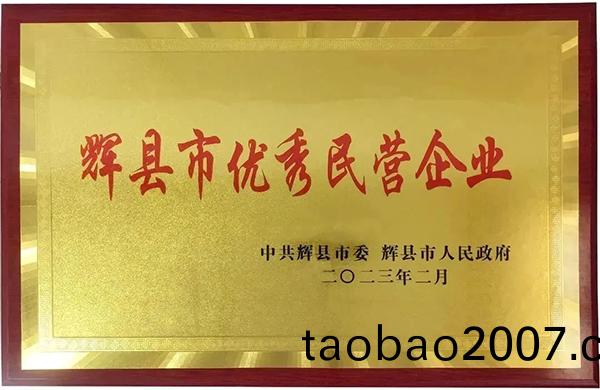 辉县市优秀民营企业
中共辉县市委 辉县市人民政府
二〇二三年二月
taobao2007.c